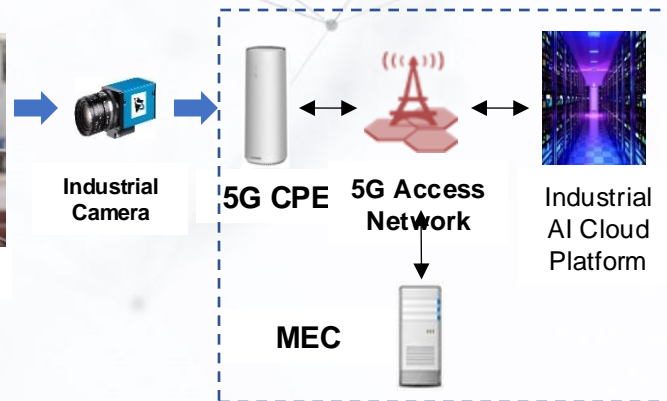 Industrial
Camera
5G CPE
5G Access
Network
Industrial
AI Cloud
Platform
MEC